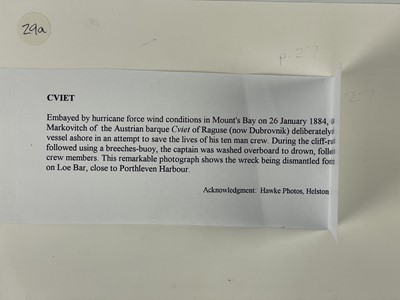 29a
p.27
27
CVIET
Embayed by hurricane force wind conditions in Mount's Bay on 26 January 1884,
Markovitch of the Austrian barque Cviet of Raguse (now Dubrovnik) deliberately
vessel ashore in an attempt to save the lives of his ten man crew. During the
followed using a breeches-buoy, the captain was washed overboard to drown,
crew members. This remarkable photograph shows the wreck being dismantled
on Loe Bar, close to Porthleven Harbour.
Acknowledgment: Hawke Photos, Helston